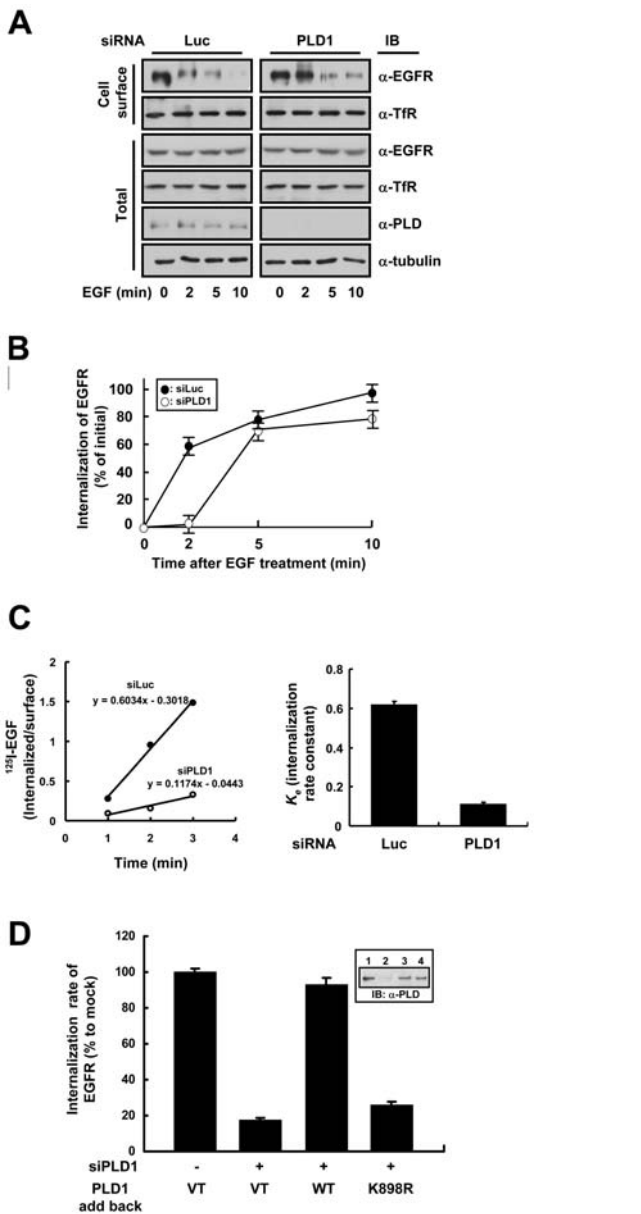 A
siRNA Luc PLD1 IB
Cell surface
α-EGFR
α-TfR
Total
α-EGFR
α-TfR
α-PLD
α-tubulin
EGF (min) 0 2 5 10 0 2 5 10
B
Internalization of EGFR
(% of initial)
100
80
60
40
20
0
: siLuc
: siPLD1
0 2 5 10
Time after EGF treatment (min)
C
125I-EGF
(Internalized/surface)
2
1.5
1
0.5
0
siLuc
y = 0.6034x - 0.3018
siPLD1
y = 0.1174x - 0.0443
0 1 2 3 4
Time (min)
Ke (internalization
rate constant)
0.8
0.6
0.4
0.2
0
siRNA Luc PLD1
D
Internalization rate of
EGFR (% to mock)
120
100
80
60
40
20
0
1 2 3 4
IB: α-PLD
siPLD1 - + + +
PLD1 VT VT WT K898R
add back